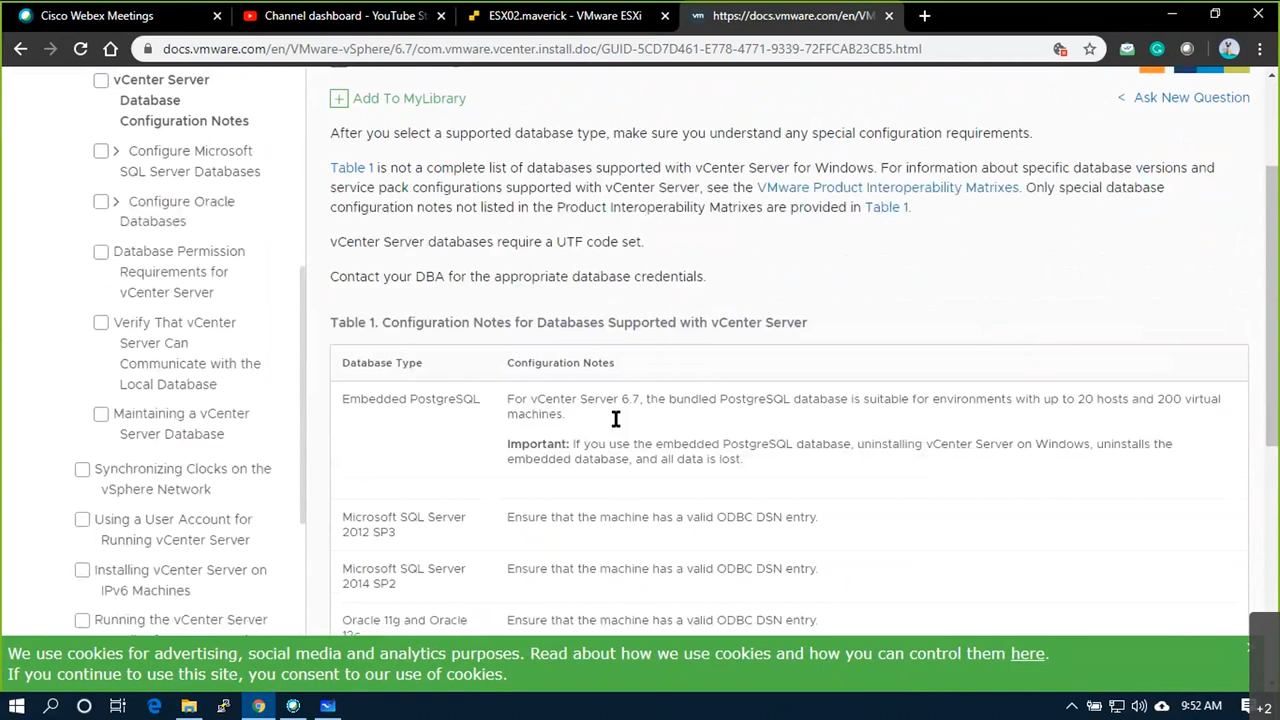 Cisco Webex Meetings
Channel dashboard - YouTube St
ESX02.maverick - VMware ESXi
vm https://docs.vmware.com/en/VM
docs.vmware.com/en/VMware-vSphere/6.7/com.vmware.vcenter.install.doc/GUID-5CD7D461-E778-4771-9339-72FFCAB23CB5.html
vCenter Server
Database
Configuration Notes
Configure Microsoft
SQL Server Databases
Configure Oracle
Databases
Database Permission
Requirements for
vCenter Server
Verify That vCenter
Server Can
Communicate with the
Local Database
Maintaining a vCenter
Server Database
Synchronizing Clocks on the
vSphere Network
Using a User Account for
Running vCenter Server
Installing vCenter Server on
IPv6 Machines
Running the vCenter Server
Add To MyLibrary
< Ask New Question
After you select a supported database type, make sure you understand any special configuration requirements.
Table 1 is not a complete list of databases supported with vCenter Server for Windows. For information about specific database versions and
service pack configurations supported with vCenter Server, see the VMware Product Interoperability Matrixes. Only special database
configuration notes not listed in the Product Interoperability Matrixes are provided in Table 1.
vCenter Server databases require a UTF code set.
Contact your DBA for the appropriate database credentials.
Table 1. Configuration Notes for Databases Supported with vCenter Server
Database Type
Configuration Notes
Embedded PostgreSQL
For vCenter Server 6.7, the bundled PostgreSQL database is suitable for environments with up to 20 hosts and 200 virtual
machines.
Important: If you use the embedded PostgreSQL database, uninstalling vCenter Server on Windows, uninstalls the
embedded database, and all data is lost.
Microsoft SQL Server
2012 SP3
Ensure that the machine has a valid ODBC DSN entry.
Microsoft SQL Server
2014 SP2
Ensure that the machine has a valid ODBC DSN entry.
Oracle 11g and Oracle
Ensure that the machine has a valid ODBC DSN entry.
We use cookies for advertising, social media and analytics purposes. Read about how we use cookies and how you can control them here.
If you continue to use this site, you consent to our use of cookies.
9:52 AM
+2